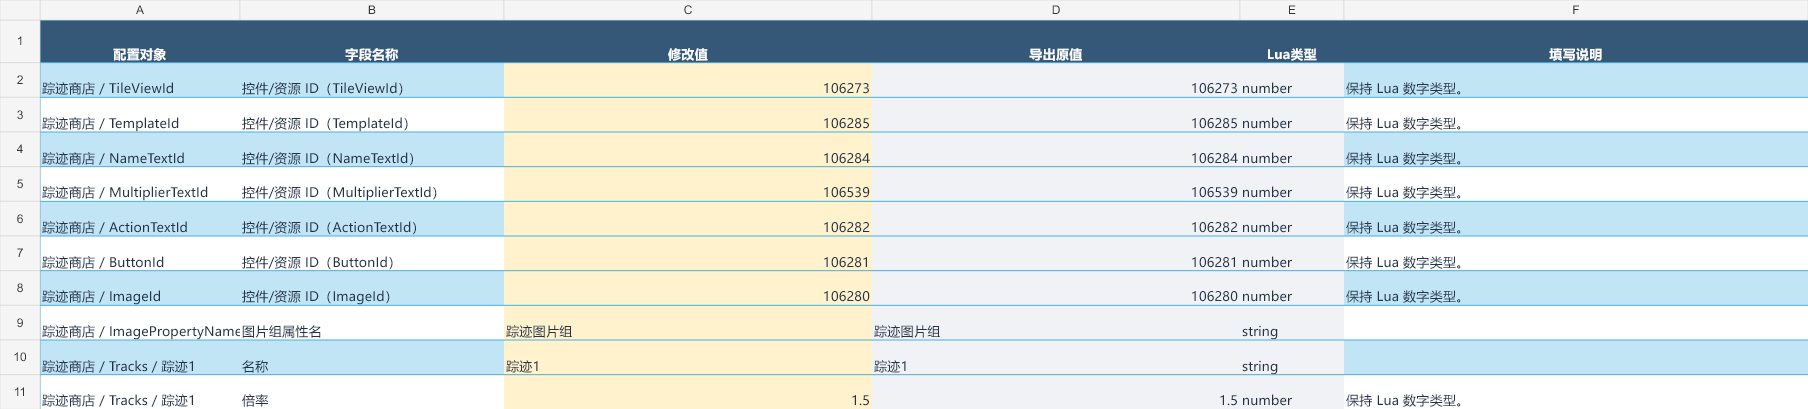 A B C D E F
1 配置对象 字段名称 修改值 导出原值 Lua类型 填写说明
2 踪迹商店 / TileViewId 控件/资源 ID（TileViewId） 106273 106273 number 保持 Lua 数字类型。
3 踪迹商店 / TemplateId 控件/资源 ID（TemplateId） 106285 106285 number 保持 Lua 数字类型。
4 踪迹商店 / NameTextId 控件/资源 ID（NameTextId） 106284 106284 number 保持 Lua 数字类型。
5 踪迹商店 / MultiplierTextId 控件/资源 ID（MultiplierTextId） 106539 106539 number 保持 Lua 数字类型。
6 踪迹商店 / ActionTextId 控件/资源 ID（ActionTextId） 106282 106282 number 保持 Lua 数字类型。
7 踪迹商店 / ButtonId 控件/资源 ID（ButtonId） 106281 106281 number 保持 Lua 数字类型。
8 踪迹商店 / ImageId 控件/资源 ID（ImageId） 106280 106280 number 保持 Lua 数字类型。
9 踪迹商店 / ImagePropertyName 图片组属性名 踪迹图片组 踪迹图片组 string
10 踪迹商店 / Tracks / 踪迹1 名称 踪迹1 踪迹1 string
11 踪迹商店 / Tracks / 踪迹1 倍率 1.5 1.5 number 保持 Lua 数字类型。